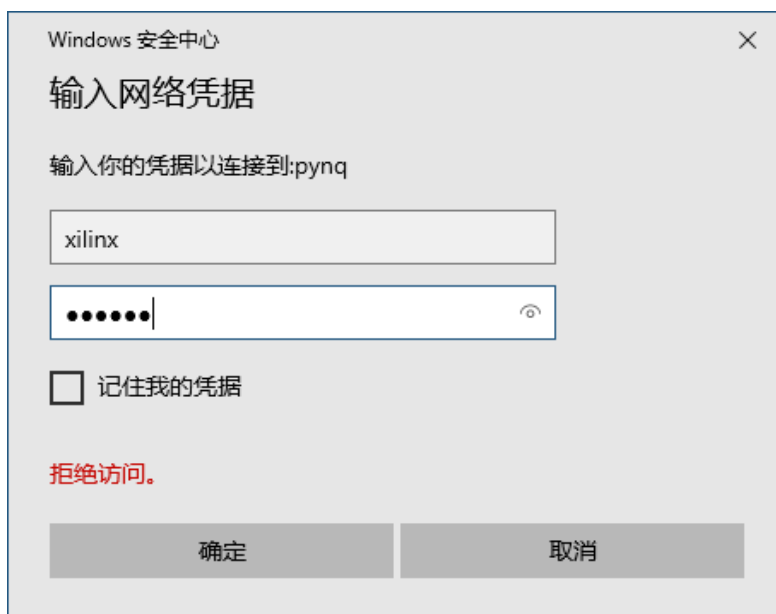 Windows 安全中心
输入网络凭据
输入你的凭据以连接到:pynq
xilinx
●●●●●●
记住我的凭据
拒绝访问。
确定
取消